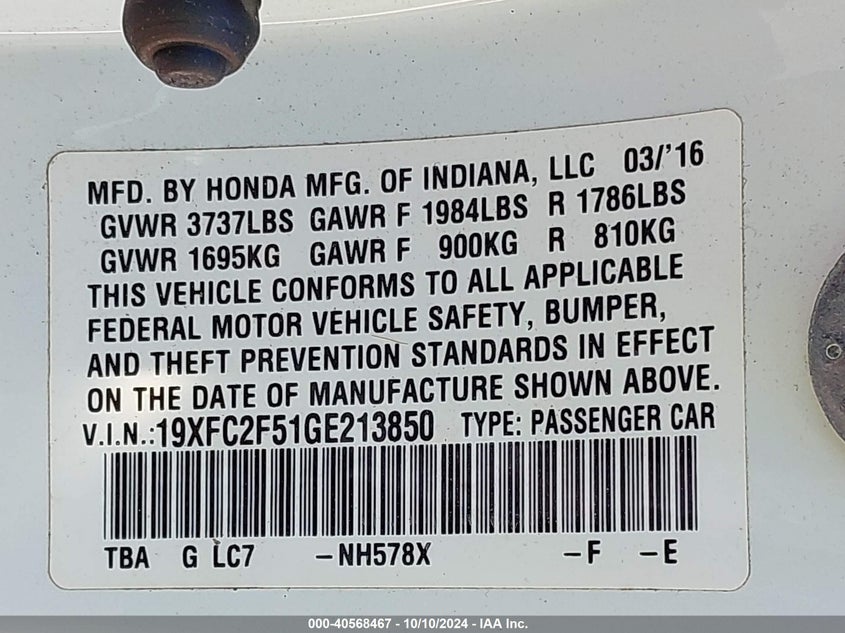 MFD. BY HONDA MFG. OF INDIANA, LLC 03/'16
GVWR 3737LBS GAWR F 1984LBS R 1786LBS
GVWR 1695KG GAWR F 900KG R 810KG
THIS VEHICLE CONFORMS TO ALL APPLICABLE
FEDERAL MOTOR VEHICLE SAFETY, BUMPER,
AND THEFT PREVENTION STANDARDS IN EFFECT
ON THE DATE OF MANUFACTURE SHOWN ABOVE.
V.I.N.:19XFC2F51GE213850 TYPE: PASSENGER CAR
TBA G LC7 –NH578X –F –E
000-40568467 - 10/10/2024 - IAA Inc.